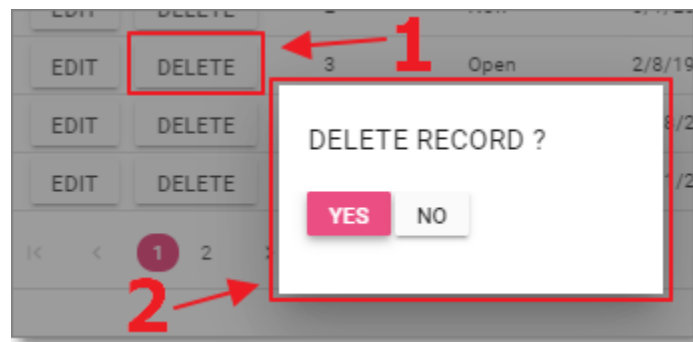 EDIT DELETE
1
EDIT DELETE 3 Open 2/8/19
EDIT DELETE
DELETE RECORD ?
EDIT DELETE
YES NO
1 2
2